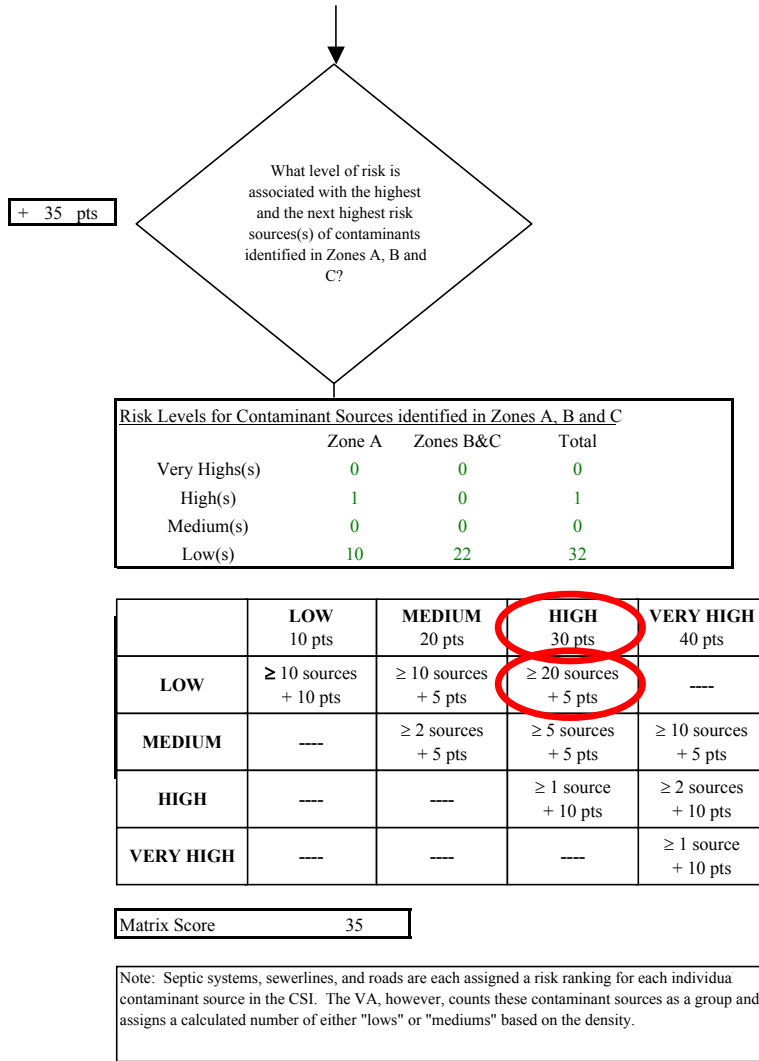 What level of risk is
associated with the highest
and the next highest risk
sources(s) of contaminants
identified in Zones A, B and
C?
+ 35 pts
Risk Levels for Contaminant Sources identified in Zones A, B and C
Zone A Zones B&C Total
Very Highs(s) 0 0 0
High(s) 1 0 1
Medium(s) 0 0 0
Low(s) 10 22 32
LOW MEDIUM HIGH VERY HIGH
10 pts 20 pts 30 pts 40 pts
LOW ≥ 10 sources ≥ 10 sources ≥ 20 sources ----
+ 10 pts + 5 pts + 5 pts
MEDIUM ---- ≥ 2 sources ≥ 5 sources ≥ 10 sources
+ 5 pts + 5 pts + 5 pts
HIGH ---- ---- ≥ 1 source ≥ 2 sources
+ 10 pts + 10 pts
VERY HIGH ---- ---- ---- ≥ 1 source
+ 10 pts
Matrix Score 35
Note: Septic systems, sewerlines, and roads are each assigned a risk ranking for each individua
contaminant source in the CSI. The VA, however, counts these contaminant sources as a group and
assigns a calculated number of either "lows" or "mediums" based on the density.